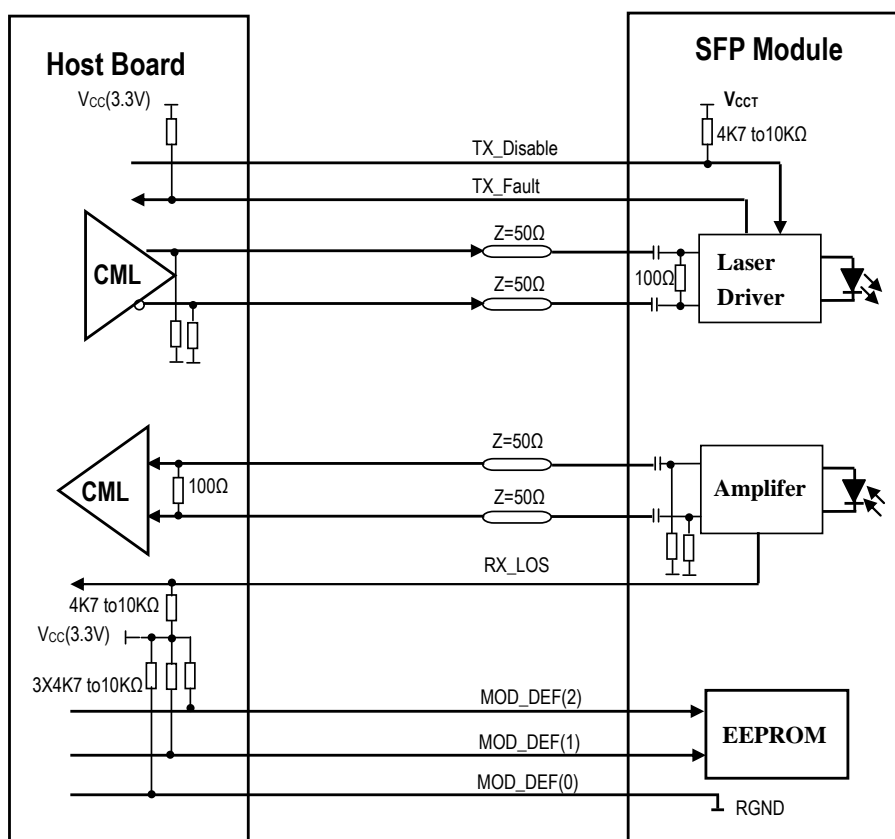 Host Board
SFP Module
VCC(3.3V)
VCCT
4K7 to10KΩ
TX_Disable
TX_Fault
CML
Z=50Ω
Z=50Ω
100Ω
Laser
Driver
CML
100Ω
Z=50Ω
Z=50Ω
Amplifer
RX_LOS
4K7 to10KΩ
VCC(3.3V)
3X4K7 to10KΩ
MOD_DEF(2)
MOD_DEF(1)
MOD_DEF(0)
EEPROM
RGND